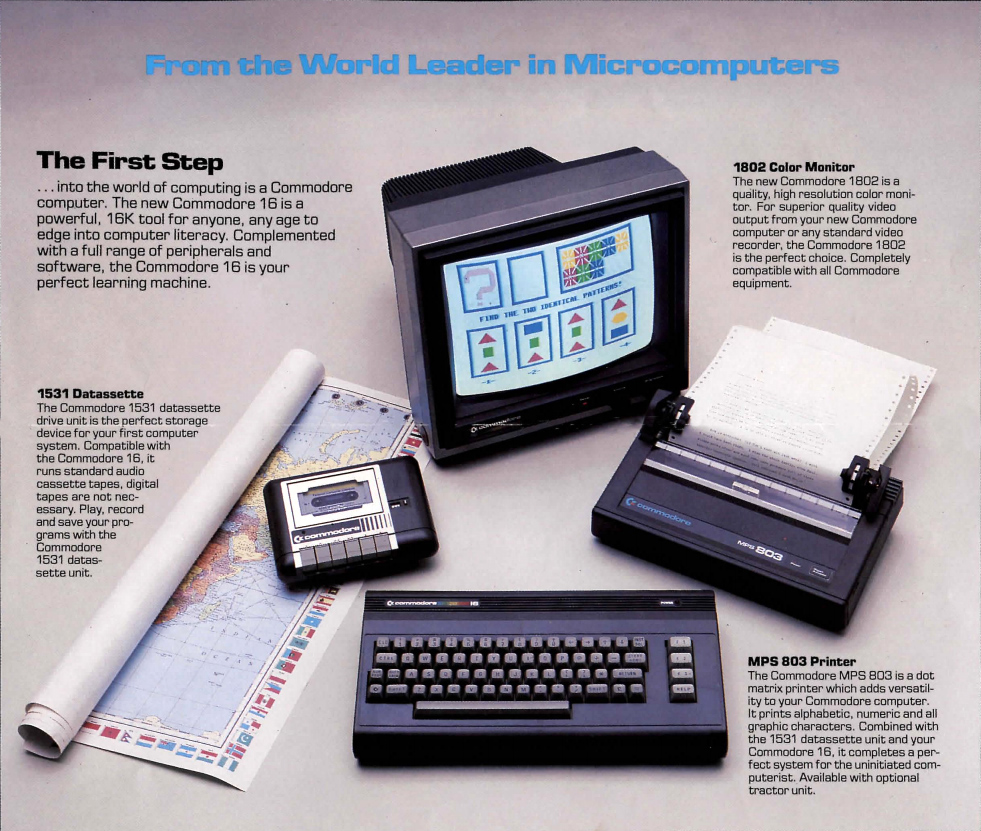 From the World Leader in Microcomputers
The First Step
...into the world of computing is a Commodore
computer. The new Commodore 16 is a
powerful, 16K tool for anyone, any age to
edge into computer literacy. Complemented
with a full range of peripherals and
software, the Commodore 16 is your
perfect learning machine.
1802 Color Monitor
The new Commodore 1802 is a
quality, high resolution color moni-
tor. For superior quality video
output from your new Commodore
computer or any standard video
recorder, the Commodore 1802
is the perfect choice. Completely
compatible with all Commodore
equipment.
FIND THE TWO IDENTICAL PATTERNS?
-1-
-2-
-3-
-4-
commodore
1531 Datassette
The Commodore 1531 datassette
drive unit is the perfect storage
device for your first computer
system. Compatible with
the Commodore 16, it
runs standard audio
cassette tapes, digital
tapes are not nec-
essary. Play, record
and save your pro-
grams with the
Commodore
1531 datas-
sette unit.
commodore
commodore
MPS 803
commodore 16
POWER
RETURN
SHIFT
HELP
INDIAN
OCEAN
MPS 803 Printer
The Commodore MPS 803 is a dot
matrix printer which adds versatil-
ity to your Commodore computer.
It prints alphabetic, numeric and all
graphic characters. Combined with
the 1531 datassette unit and your
Commodore 16, it completes a per-
fect system for the uninitiated com-
puterist. Available with optional
tractor unit.